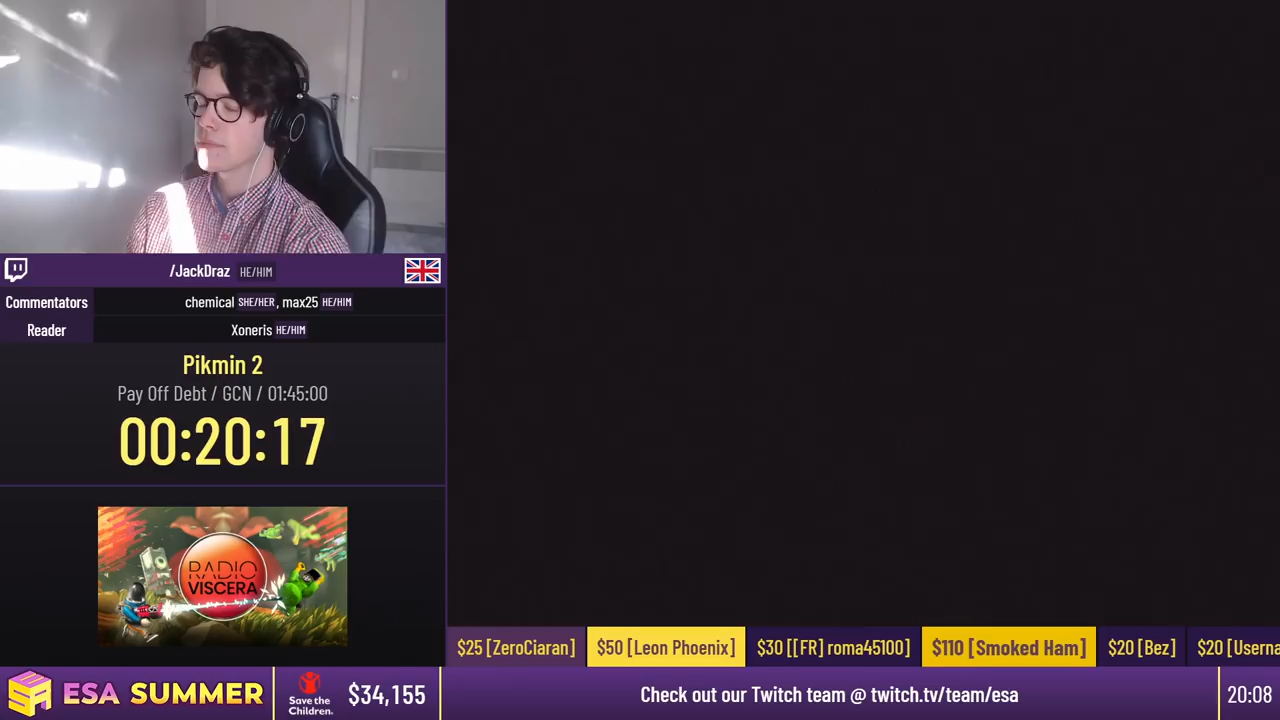 /JackDraz HE/HIM
Commentators chemical SHE/HER, max25 HE/HIM
Reader Xoneris HE/HIM
Pikmin 2
Pay Off Debt / GCN / 01:45:00
00:20:17
RADIO
VISCERA
$25 [ZeroCiaran] $50 [Leon Phoenix] $30 [[FR] roma45100] $110 [Smoked Ham] $20 [Bez] $20 [Userna
ESA SUMMER Save the Children. $34,155 Check out our Twitch team @ twitch.tv/team/esa 20:08